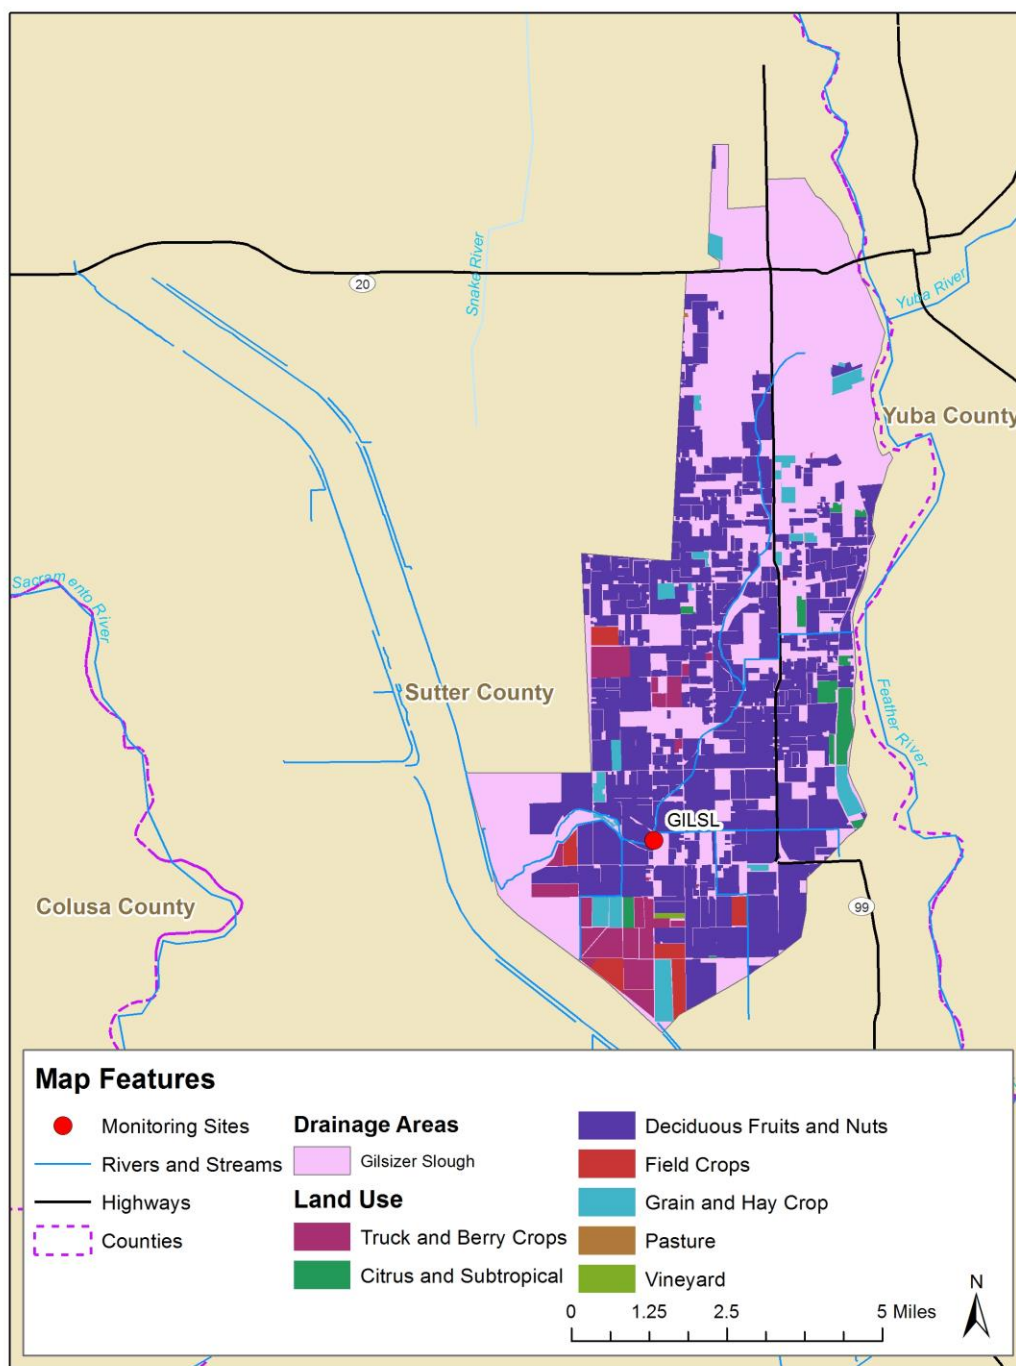 20
Snake River
Yuba River
Yuba County
Sacramento River
Sutter County
Feather River
GILSL
Colusa County
99
Map Features
Monitoring Sites
Rivers and Streams
Highways
Counties
Drainage Areas
Gilsizer Slough
Land Use
Truck and Berry Crops
Citrus and Subtropical
Deciduous Fruits and Nuts
Field Crops
Grain and Hay Crop
Pasture
Vineyard
N
0 1.25 2.5 5 Miles